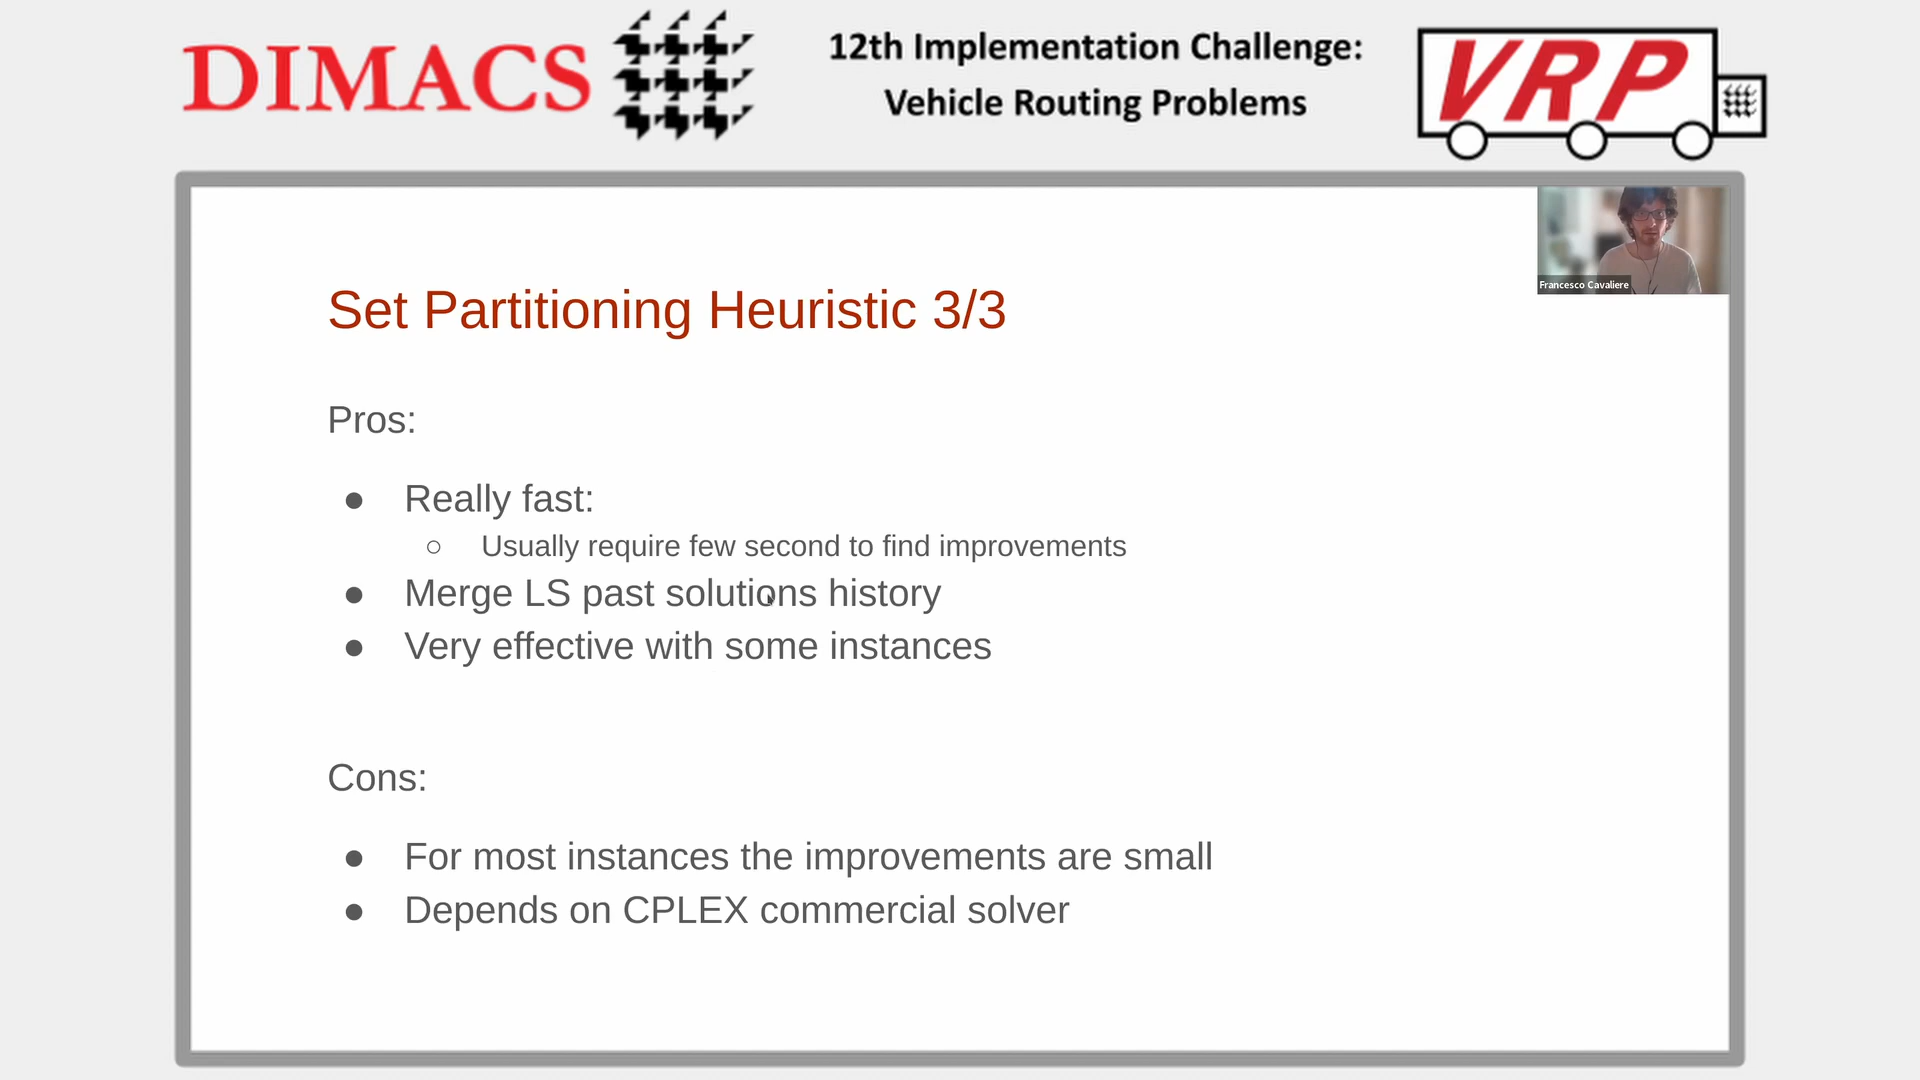 DIMACS
12th Implementation Challenge:
Vehicle Routing Problems
VRP
Francesco Cavaliere
Set Partitioning Heuristic 3/3
Pros:
● Really fast:
○ Usually require few second to find improvements
● Merge LS past solutions history
● Very effective with some instances
Cons:
● For most instances the improvements are small
● Depends on CPLEX commercial solver